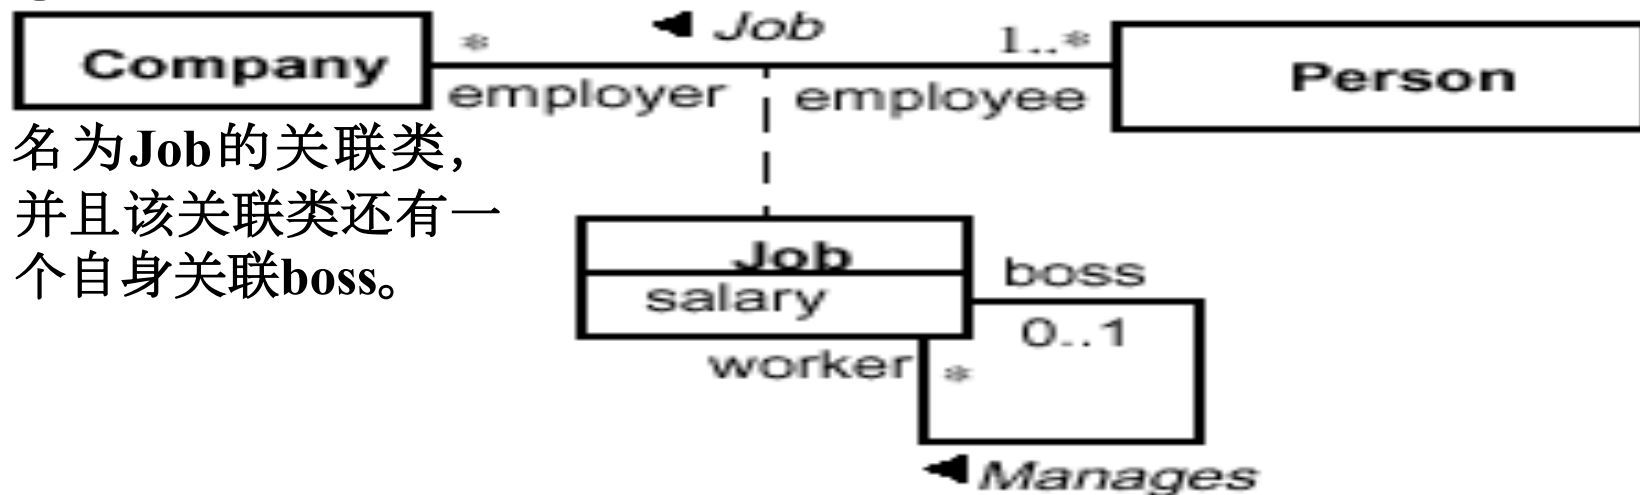 ◀ Job
Company
*
1..*
Person
employer
employee
名为Job的关联类，
并且该关联类还有一
个自身关联boss。
Job
salary
boss
0..1
worker
*
◀ Manages